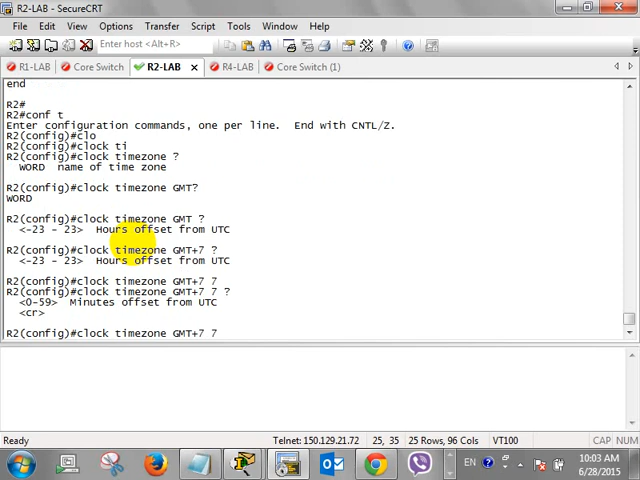 R2-LAB - SecureCRT
File Edit View Options Transfer Script Tools Window Help
Enter host <Alt+R>
R1-LAB Core Switch R2-LAB R4-LAB Core Switch (1)
end
R2#
R2#conf t
Enter configuration commands, one per line. End with CNTL/Z.
R2(config)#clo
R2(config)#clock ti
R2(config)#clock timezone ?
WORD name of time zone
R2(config)#clock timezone GMT?
WORD
R2(config)#clock timezone GMT ?
<-23 - 23> Hours offset from UTC
R2(config)#clock timezone GMT+7 ?
<-23 - 23> Hours offset from UTC
R2(config)#clock timezone GMT+7 7
R2(config)#clock timezone GMT+7 7 ?
<0-59> Minutes offset from UTC
<cr>
R2(config)#clock timezone GMT+7 7
Ready Telnet: 150.129.21.72 25, 35 25 Rows, 96 Cols VT100 CAP NUM
EN 10:03 AM
6/28/2015